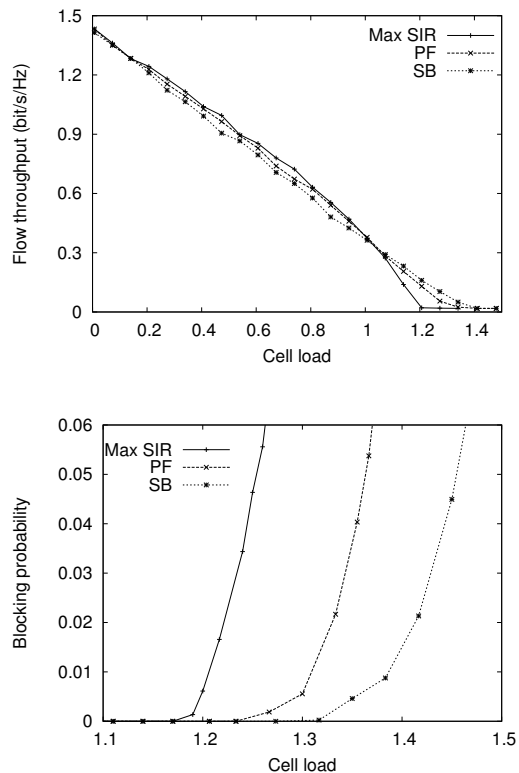 1.5
1.2
0.9
0.6
0.3
0
Flow throughput (bit/s/Hz)
Max SIR
PF
SB
0 0.2 0.4 0.6 0.8 1 1.2 1.4
Cell load
0.06
0.05
0.04
0.03
0.02
0.01
0
Blocking probability
Max SIR
PF
SB
1.1 1.2 1.3 1.4 1.5
Cell load